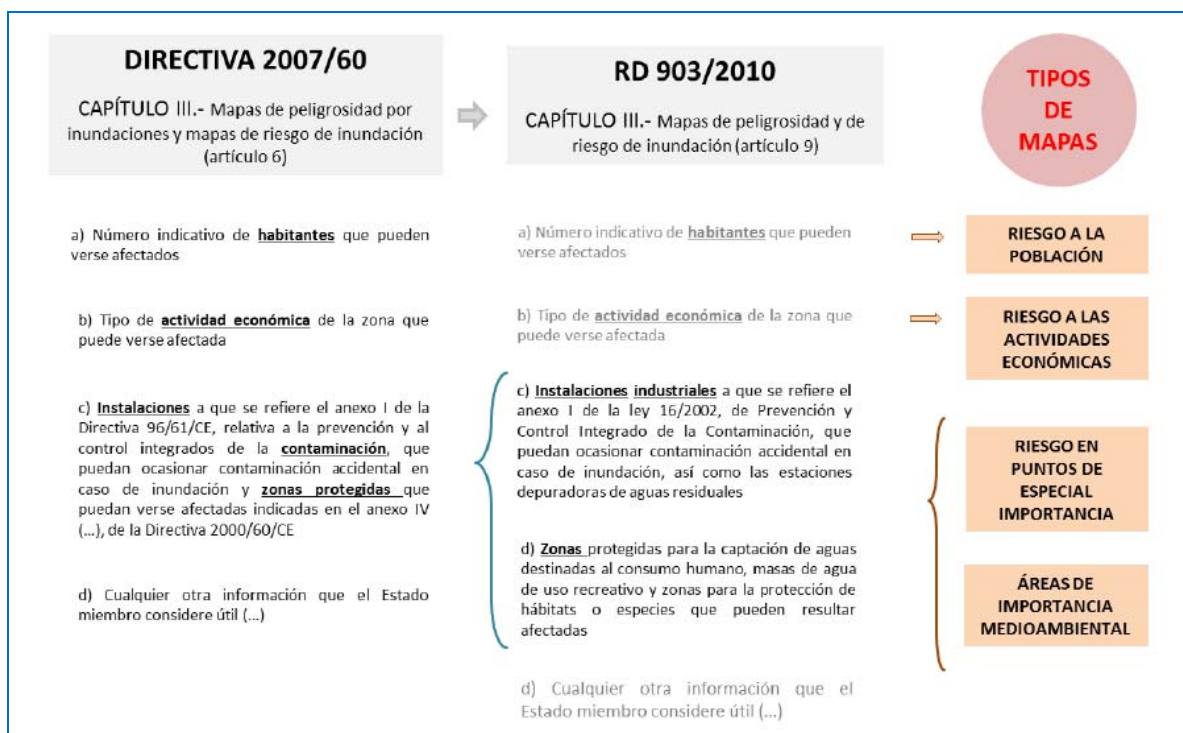 DIRECTIVA 2007/60
CAPÍTULO III.- Mapas de peligrosidad por
inundaciones y mapas de riesgo de inundación
(artículo 6)
a) Número indicativo de habitantes que pueden
verse afectados
b) Tipo de actividad económica de la zona que
puede verse afectada
c) Instalaciones a que se refiere el anexo I de la
Directiva 96/61/CE, relativa a la prevención y al
control integrados de la contaminación, que
puedan ocasionar contaminación accidental en
caso de inundación y zonas protegidas que
puedan verse afectadas indicadas en el anexo IV
(...), de la Directiva 2000/60/CE
d) Cualquier otra información que el Estado
miembro considere útil (...)
RD 903/2010
CAPÍTULO III.- Mapas de peligrosidad y de
riesgo de inundación (artículo 9)
a) Número indicativo de habitantes que pueden
verse afectados
b) Tipo de actividad económica de la zona que
puede verse afectada
c) Instalaciones industriales a que se refiere el
anexo I de la ley 16/2002, de Prevención y
Control Integrado de la Contaminación, que
puedan ocasionar contaminación accidental en
caso de inundación, así como las estaciones
depuradoras de aguas residuales
d) Zonas protegidas para la captación de aguas
destinadas al consumo humano, masas de agua
de uso recreativo y zonas para la protección de
hábitats o especies que pueden resultar
afectadas
d) Cualquier otra información que el
Estado miembro considere útil (...)
TIPOS
DE
MAPAS
RIESGO A LA
POBLACIÓN
RIESGO A LAS
ACTIVIDADES
ECONÓMICAS
RIESGO EN
PUNTOS DE
ESPECIAL
IMPORTANCIA
ÁREAS DE
IMPORTANCIA
MEDIOAMBIENTAL